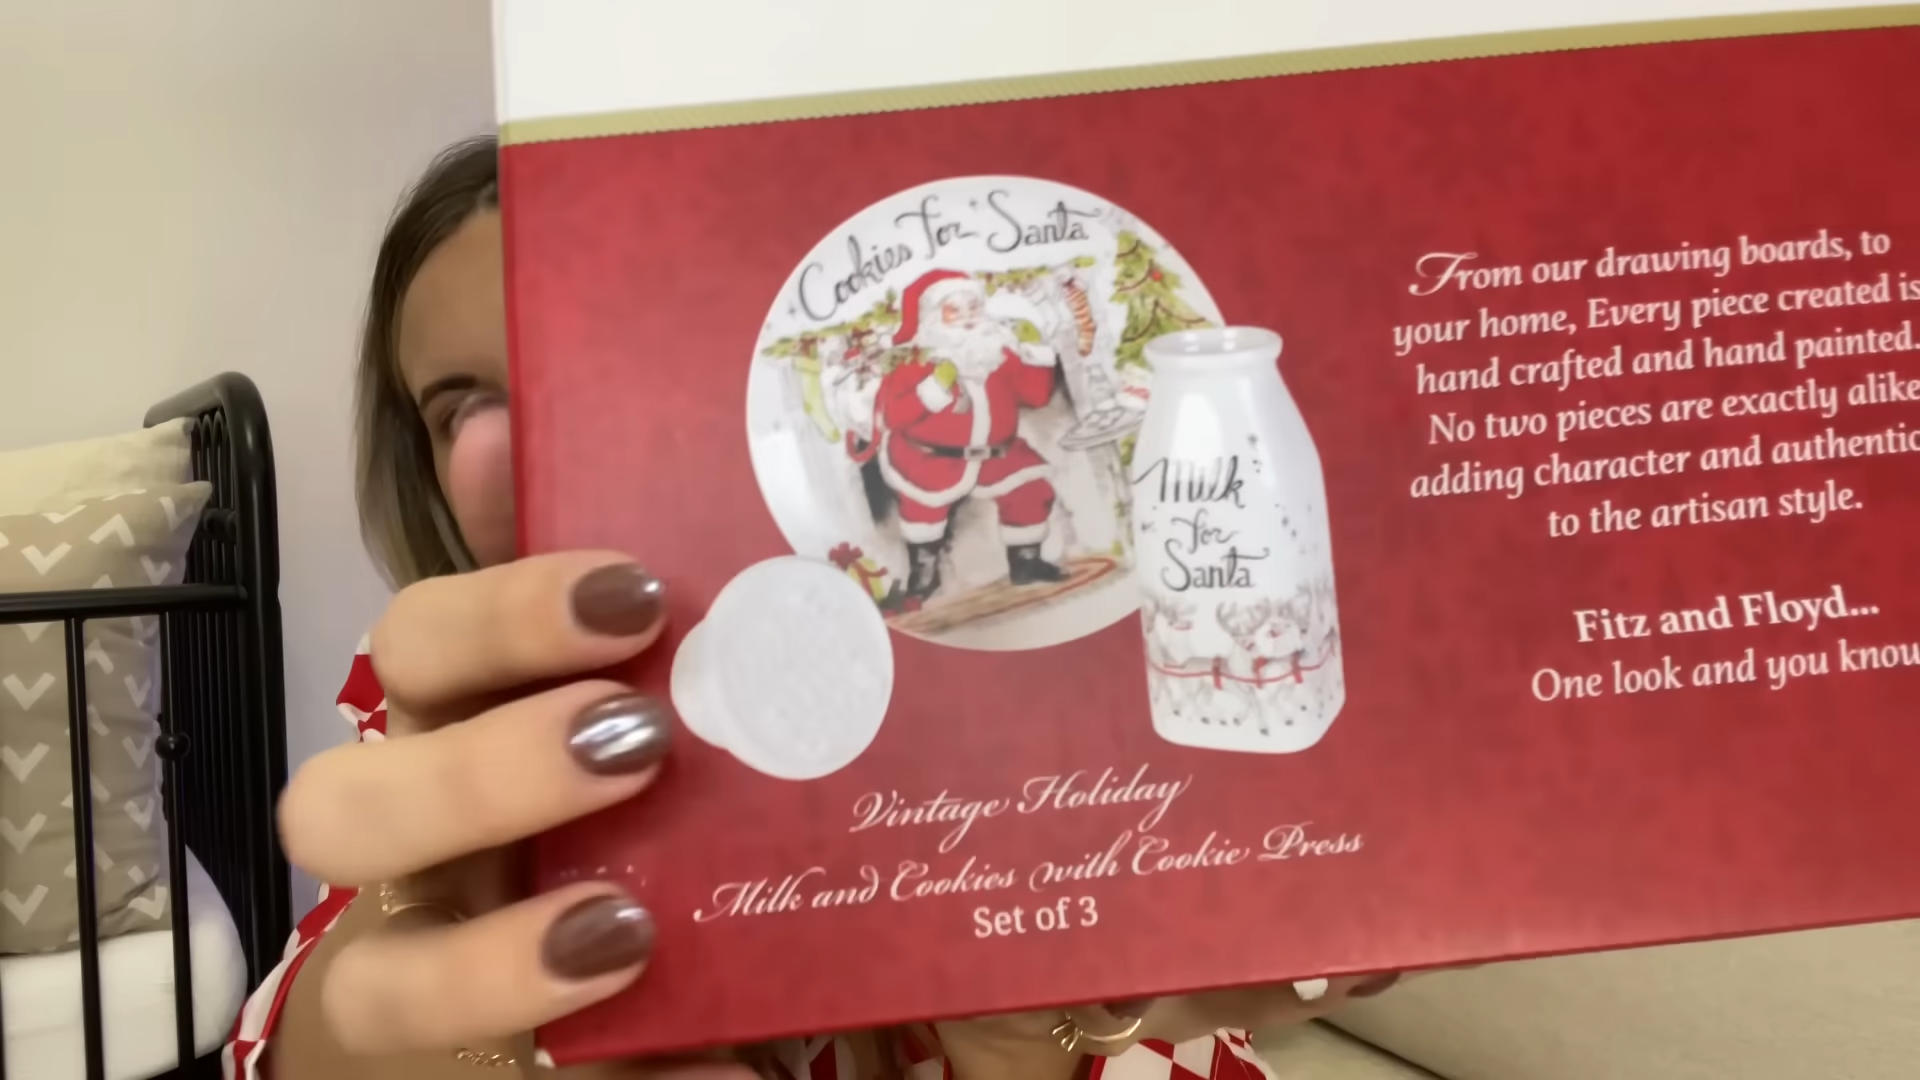 Cookies For Santa
Milk
For
Santa
From our drawing boards, to
your home, Every piece created is
hand crafted and hand painted.
No two pieces are exactly alike
adding character and authentic
to the artisan style.
Fitz and Floyd...
One look and you know
Vintage Holiday
Milk and Cookies with Cookie Press
Set of 3